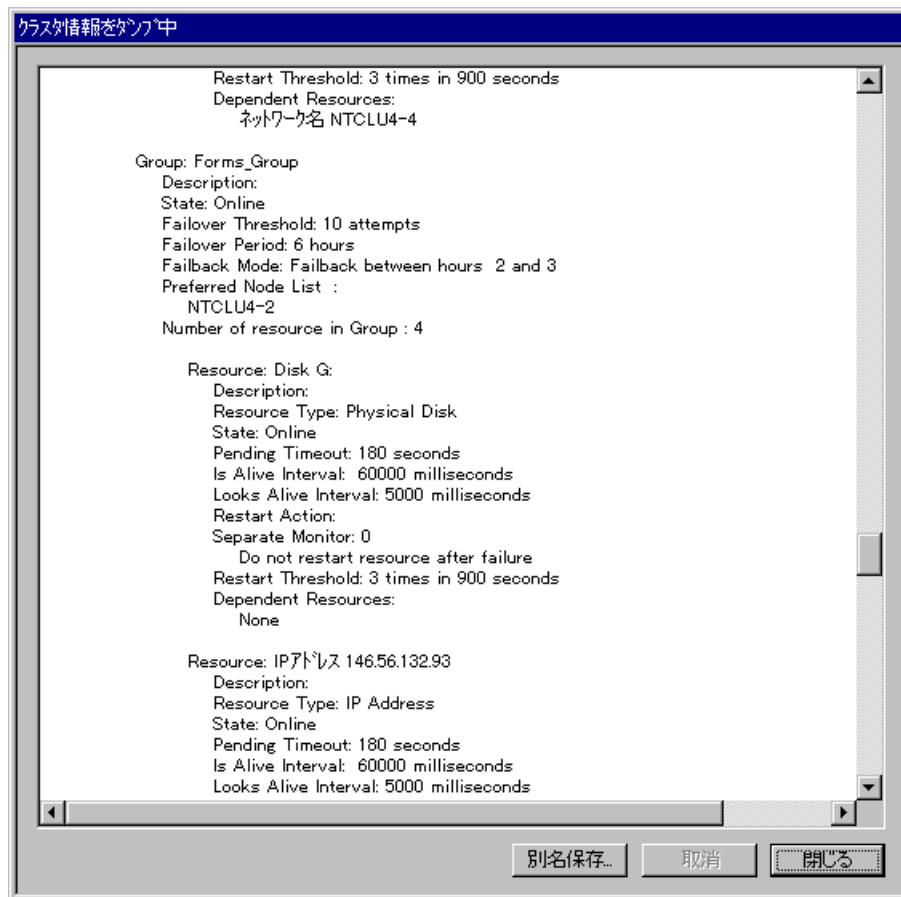 クラスタ情報をダンプ中
Restart Threshold: 3 times in 900 seconds
Dependent Resources:
ネットワーク名 NTCLU4-4
Group: Forms_Group
Description:
State: Online
Failover Threshold: 10 attempts
Failover Period: 6 hours
Failback Mode: Failback between hours  2 and 3
Preferred Node List  :
NTCLU4-2
Number of resource in Group : 4
Resource: Disk G:
Description:
Resource Type: Physical Disk
State: Online
Pending Timeout: 180 seconds
Is Alive Interval:  60000 milliseconds
Looks Alive Interval: 5000 milliseconds
Restart Action:
Separate Monitor: 0
Do not restart resource after failure
Restart Threshold: 3 times in 900 seconds
Dependent Resources:
None
Resource: IPアドレス 146.56.132.93
Description:
Resource Type: IP Address
State: Online
Pending Timeout: 180 seconds
Is Alive Interval:  60000 milliseconds
Looks Alive Interval: 5000 milliseconds
別名保存... 取消 閉じる